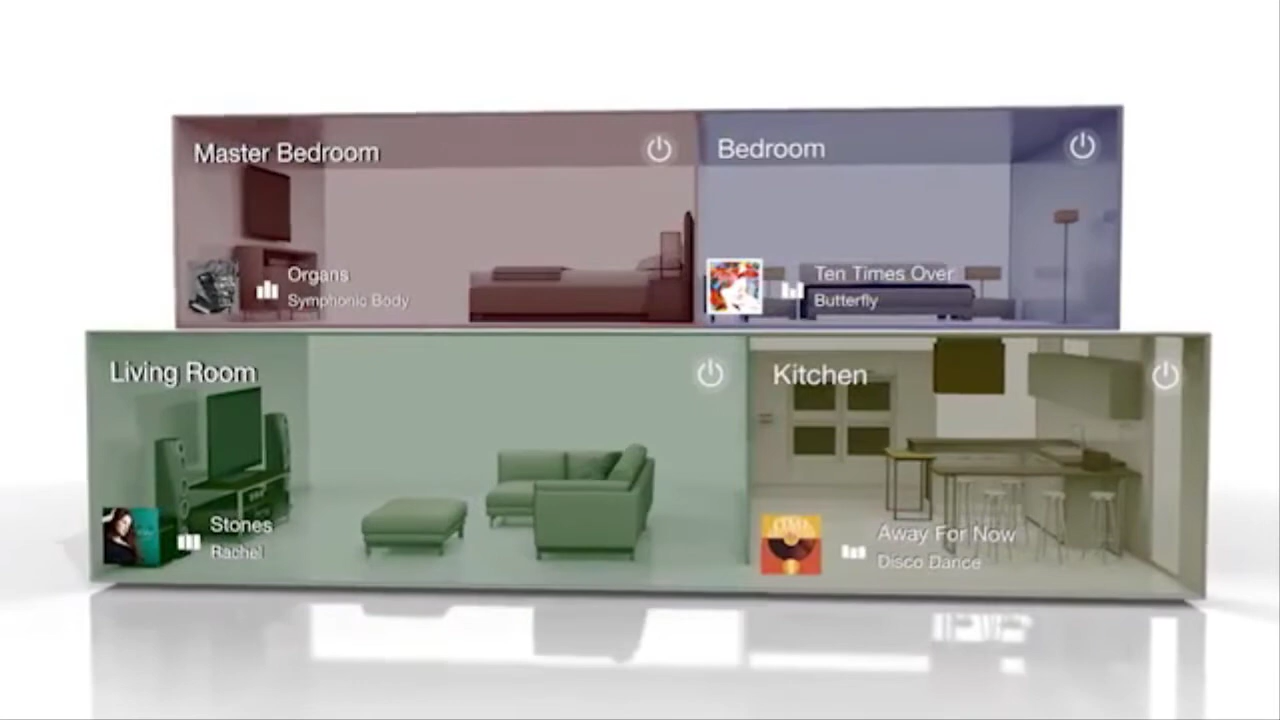 Master Bedroom
Organs
Symphonic Body
Bedroom
Ten Times Over
Butterfly
Living Room
Stones
Rachel
Kitchen
Away For Now
Disco Dance